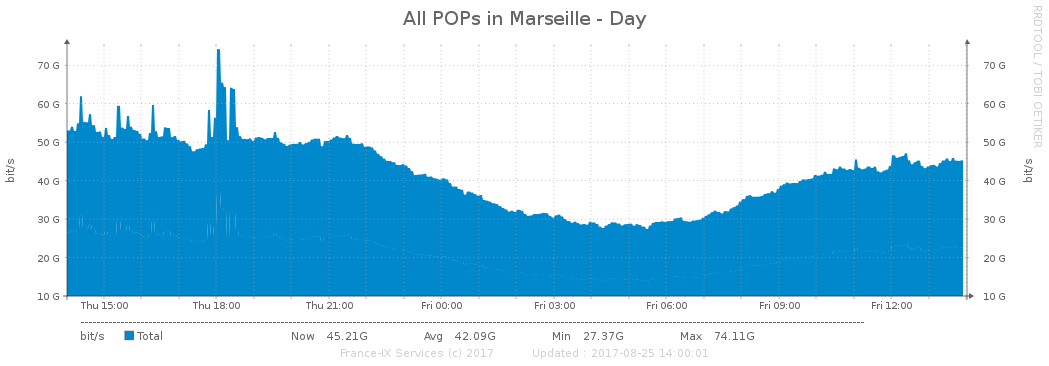 All POPs in Marseille - Day
RRDTOOL / TOBI OETIKER
bit/s
70 G 70 G
60 G 60 G
50 G 50 G
40 G 40 G
30 G 30 G
20 G 20 G
10 G 10 G
bit/s
Thu 15:00 Thu 18:00 Thu 21:00 Fri 00:00 Fri 03:00 Fri 06:00 Fri 09:00 Fri 12:00
bit/s Total Now 45.21G Avg 42.09G Min 27.37G Max 74.11G
France-IX Services (c) 2017 Updated : 2017-08-25 14:00:01